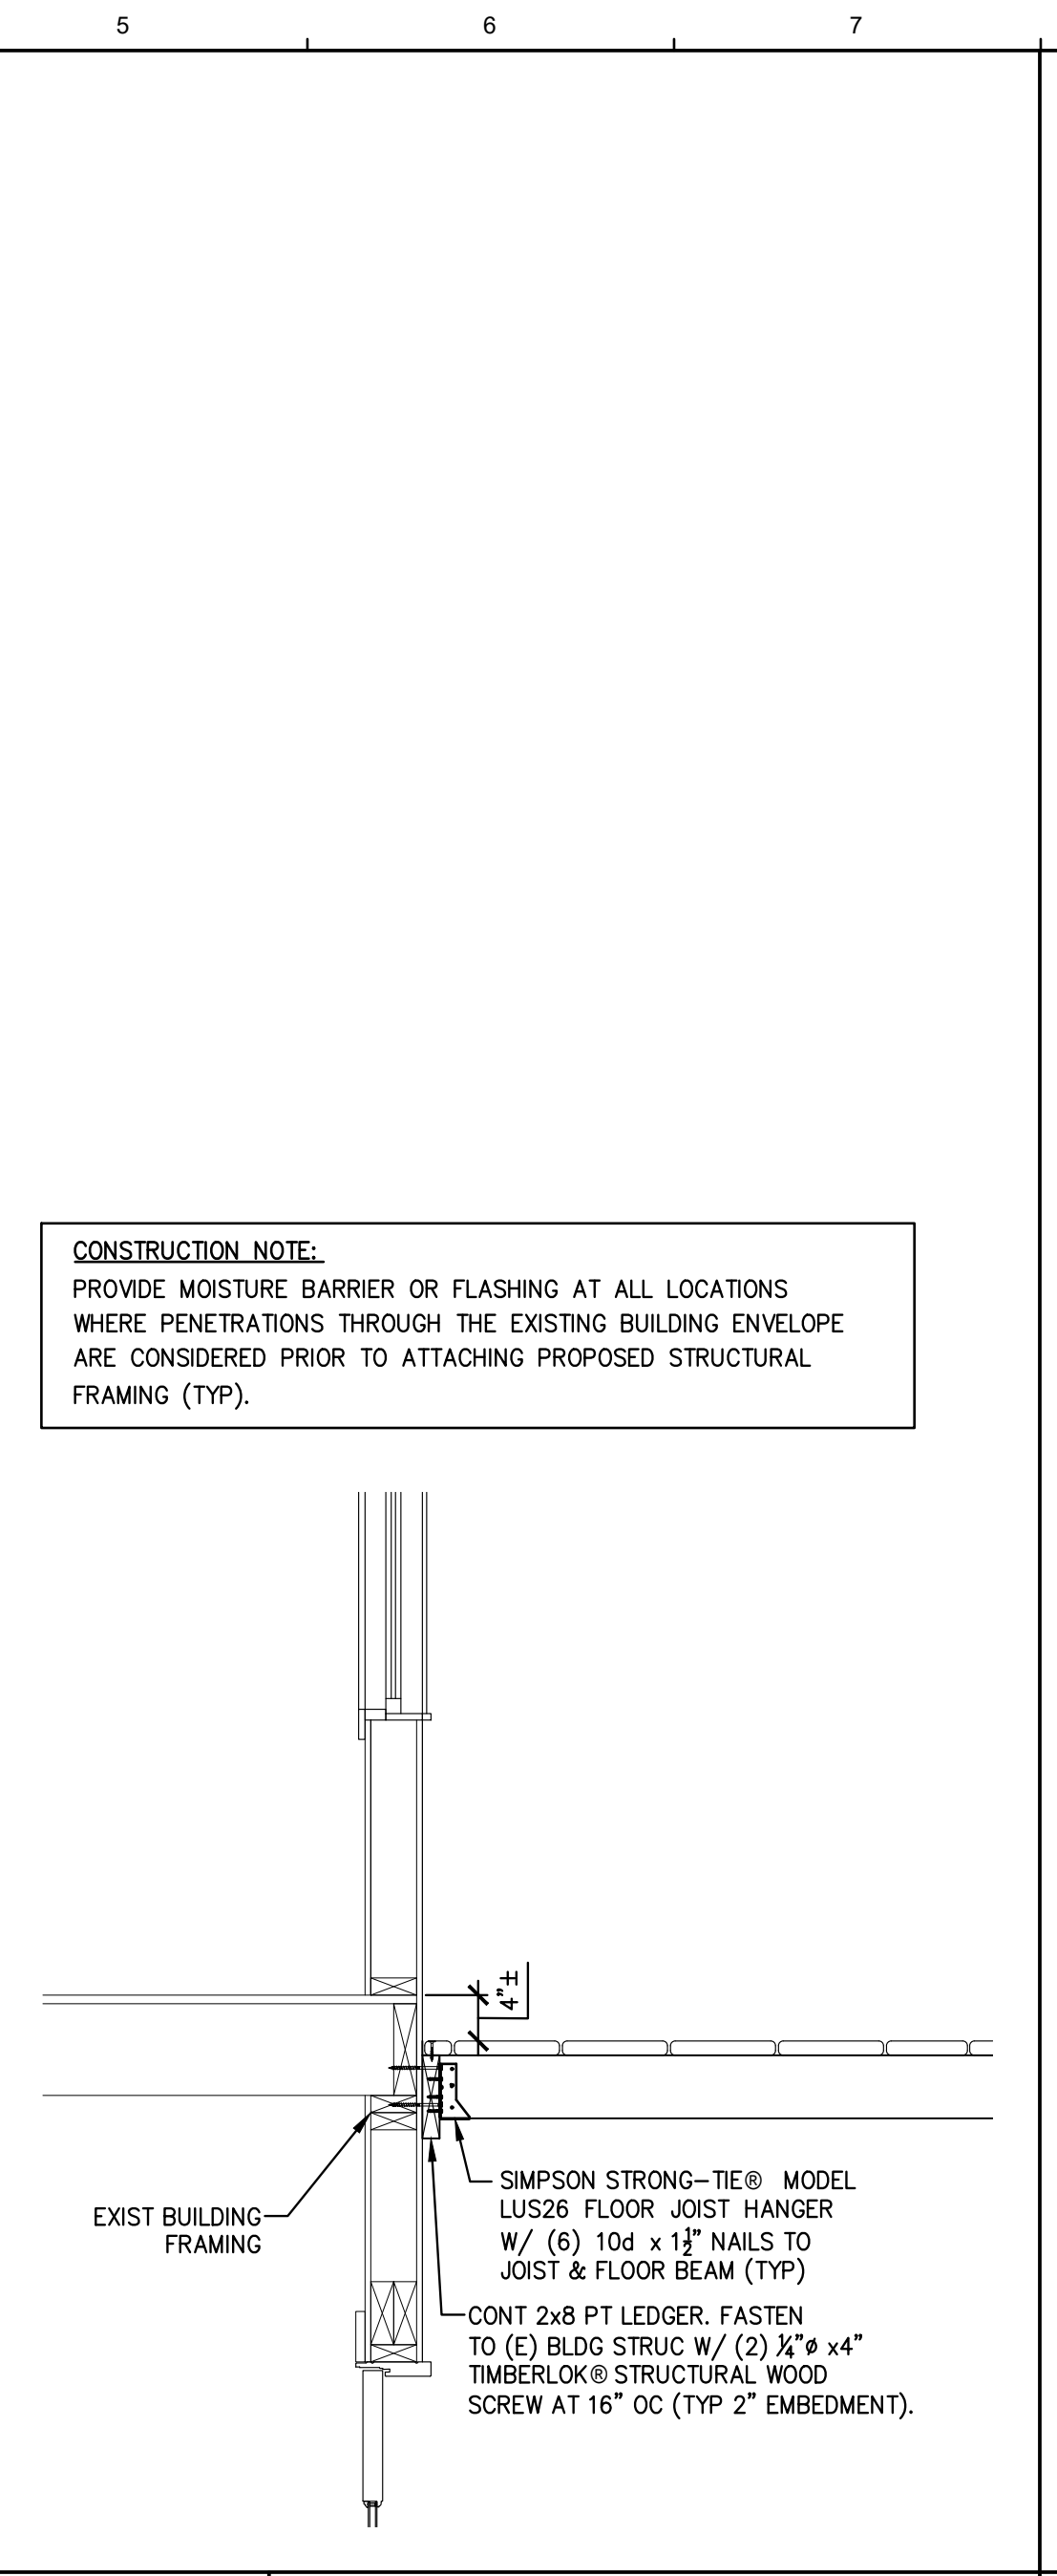 5 6 7
CONSTRUCTION NOTE:
PROVIDE MOISTURE BARRIER OR FLASHING AT ALL LOCATIONS
WHERE PENETRATIONS THROUGH THE EXISTING BUILDING ENVELOPE
ARE CONSIDERED PRIOR TO ATTACHING PROPOSED STRUCTURAL
FRAMING (TYP).
4"±
EXIST BUILDING
FRAMING
SIMPSON STRONG-TIE® MODEL
LUS26 FLOOR JOIST HANGER
W/ (6) 10d x 1½" NAILS TO
JOIST & FLOOR BEAM (TYP)
CONT 2x8 PT LEDGER. FASTEN
TO (E) BLDG STRUC W/ (2) ¼"ø x4"
TIMBERLOK® STRUCTURAL WOOD
SCREW AT 16" OC (TYP 2" EMBEDMENT).